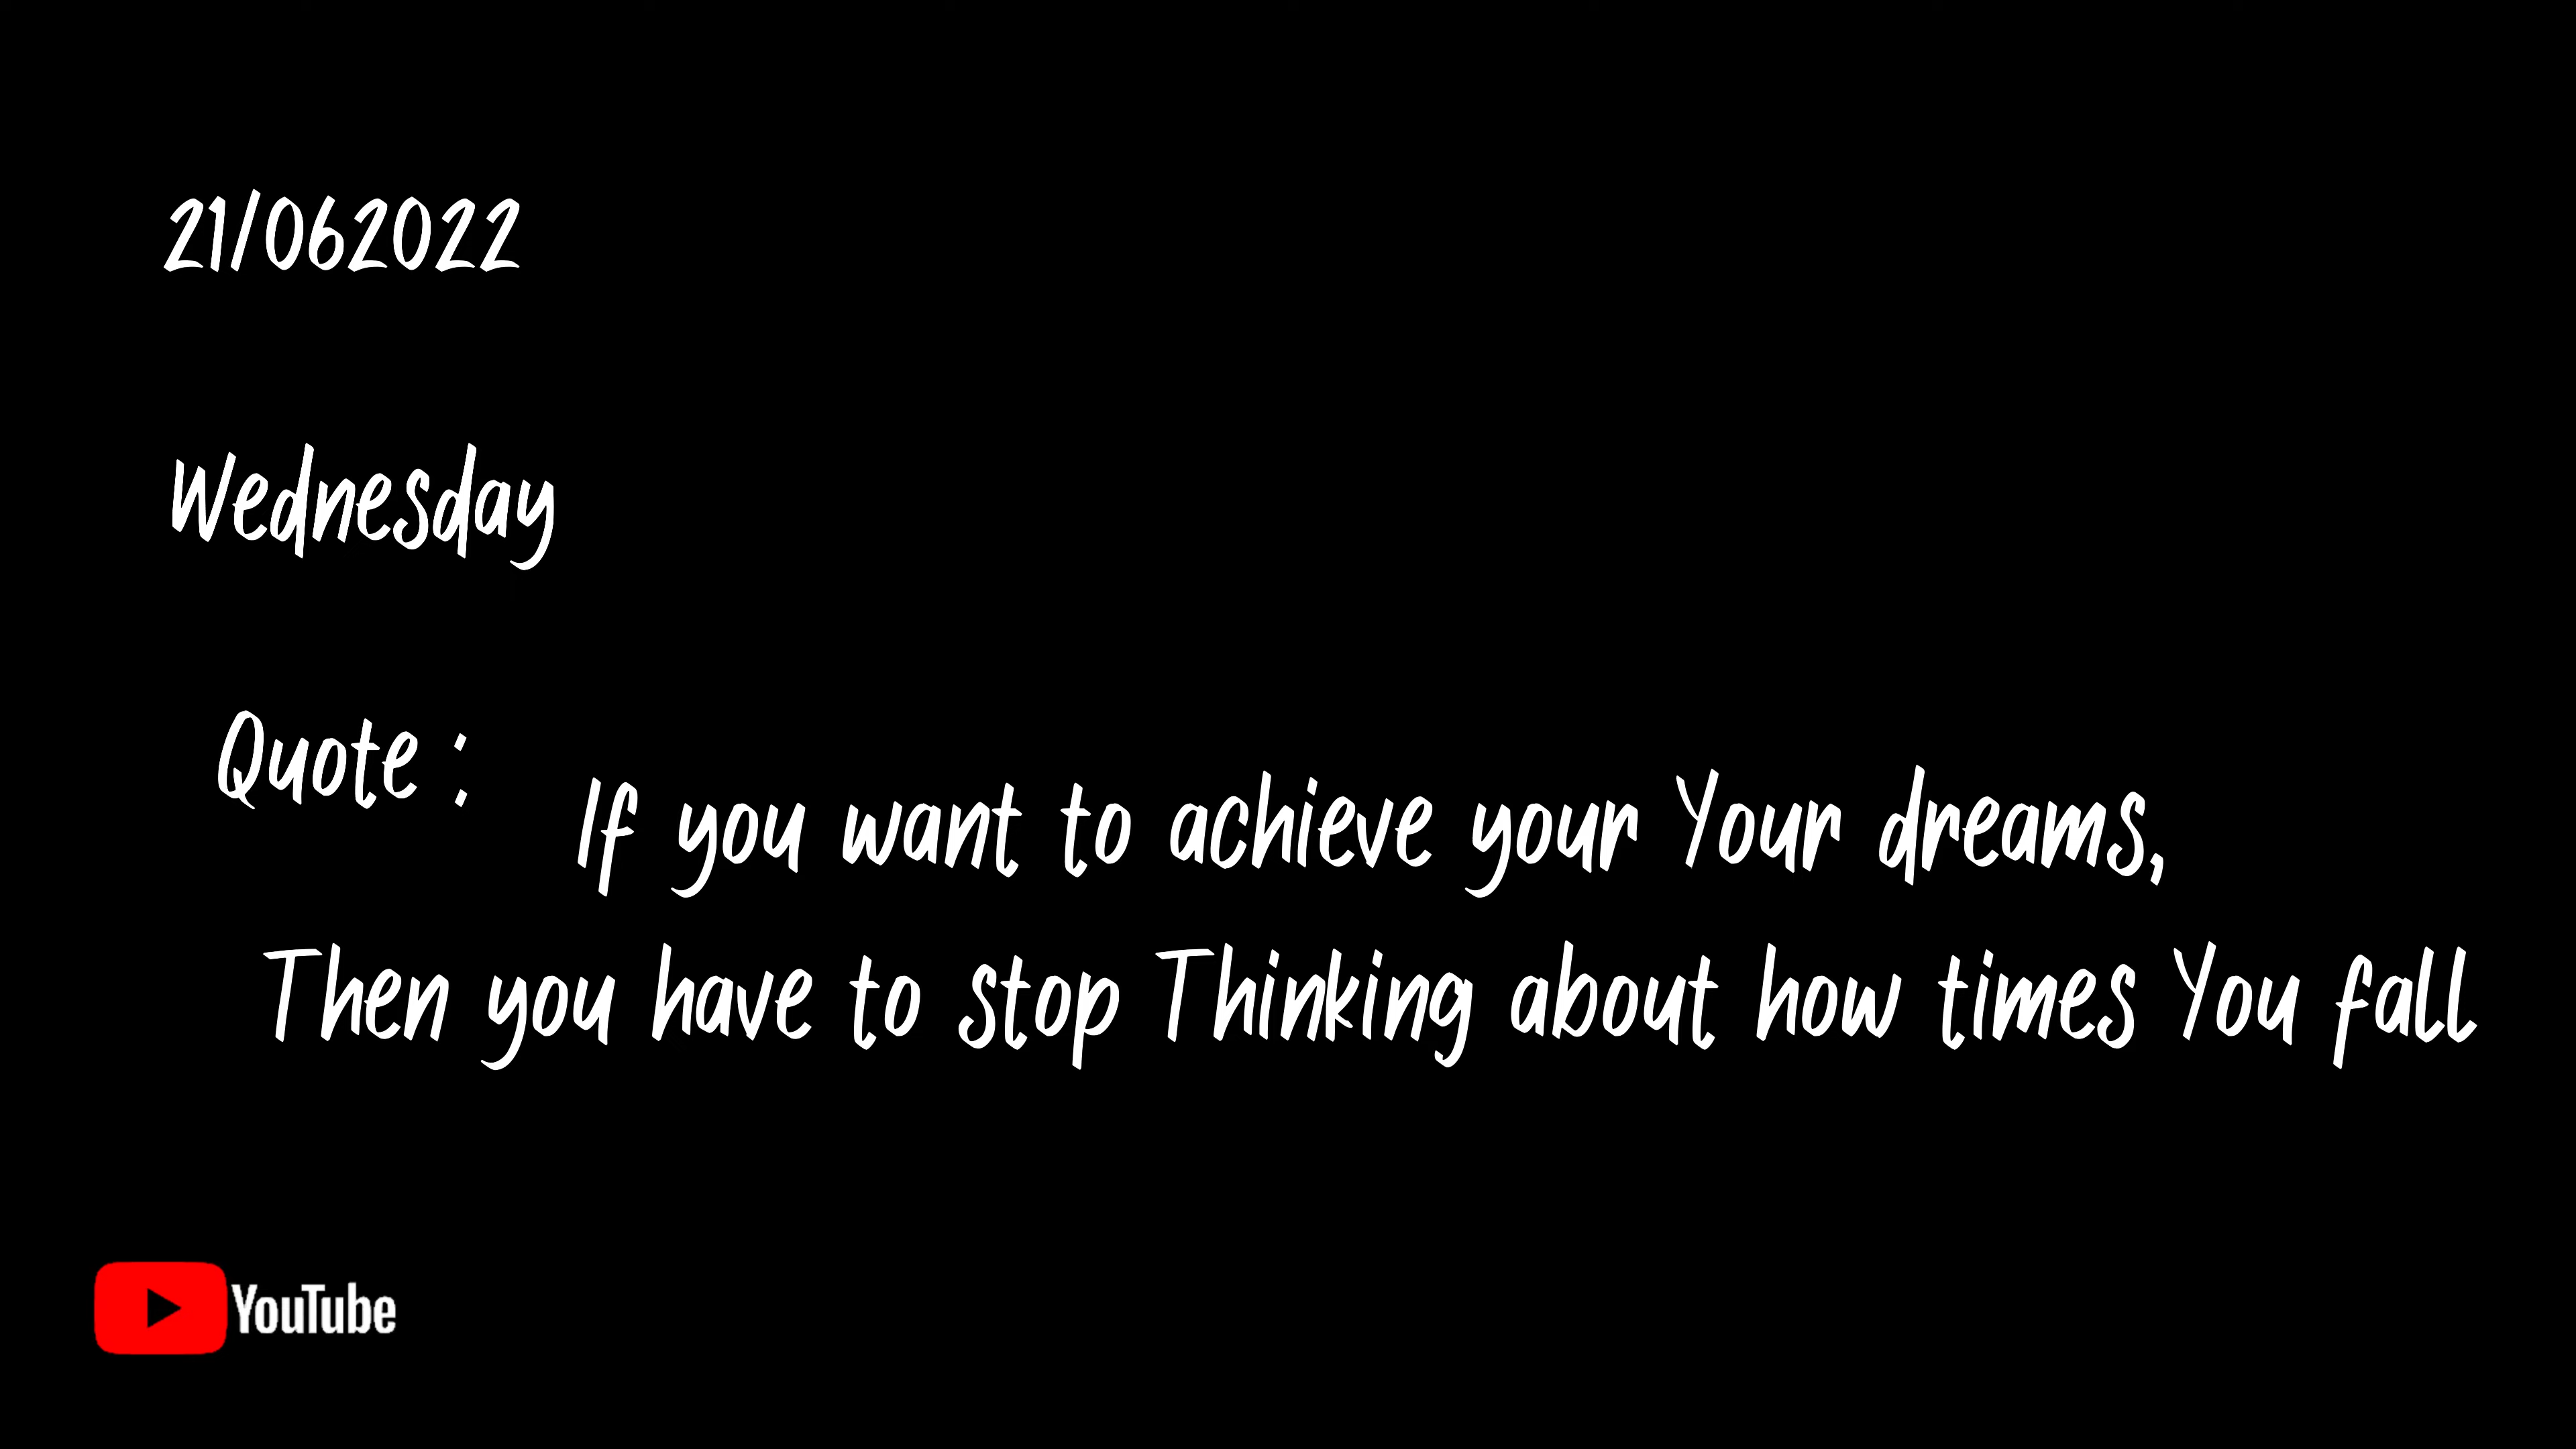 21/062022
Wednesday
Quote :
If you want to achieve your Your dreams,
Then you have to stop Thinking about how times You fall
YouTube